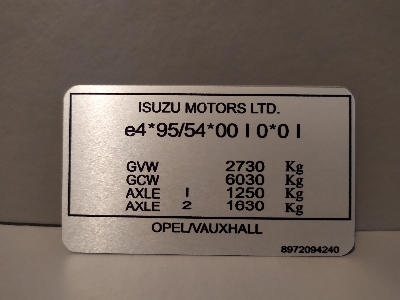 ISUZU MOTORS LTD.
e4*95/54*00 I 0*0 I
GVW 2730 Kg
GCW 6030 Kg
AXLE I 1250 Kg
AXLE 2 1630 Kg
OPEL/VAUXHALL
8972094240